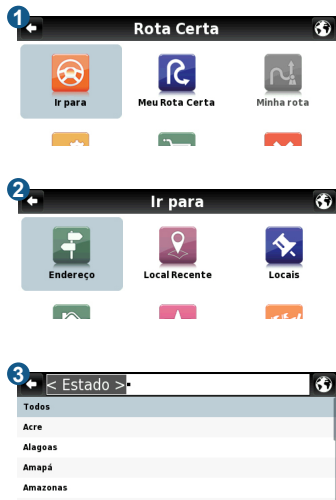 1
Rota Certa
Ir para
Meu Rota Certa
Minha rota
2
Ir para
Endereço
Local Recente
Locais
3
< Estado >
Todos
Acre
Alagoas
Amapá
Amazonas